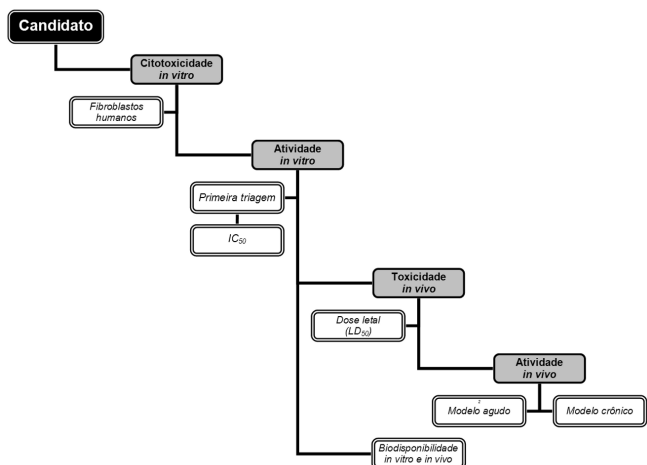 Candidato
Citotoxicidade
in vitro
Fibroblastos
humanos
Atividade
in vitro
Primeira triagem
IC50
Toxicidade
in vivo
Dose letal
(LD50)
Atividade
in vivo
Modelo agudo
Modelo crônico
Biodisponibilidade
in vitro e in vivo